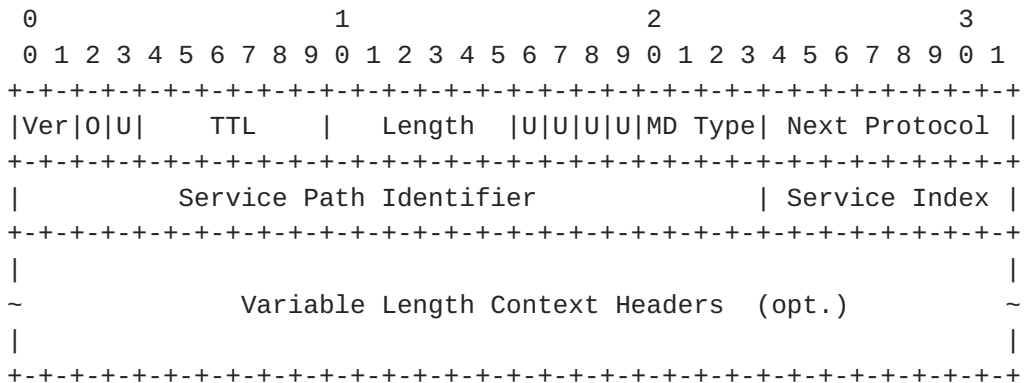 0                   1                   2                   3
 0 1 2 3 4 5 6 7 8 9 0 1 2 3 4 5 6 7 8 9 0 1 2 3 4 5 6 7 8 9 0 1
+-+-+-+-+-+-+-+-+-+-+-+-+-+-+-+-+-+-+-+-+-+-+-+-+-+-+-+-+-+-+-+-+
|Ver|O|U|    TTL    |   Length  |U|U|U|U|MD Type| Next Protocol |
+-+-+-+-+-+-+-+-+-+-+-+-+-+-+-+-+-+-+-+-+-+-+-+-+-+-+-+-+-+-+-+-+
|          Service Path Identifier              | Service Index |
+-+-+-+-+-+-+-+-+-+-+-+-+-+-+-+-+-+-+-+-+-+-+-+-+-+-+-+-+-+-+-+-+
|                                                               |
~              Variable Length Context Headers  (opt.)          ~
|                                                               |
+-+-+-+-+-+-+-+-+-+-+-+-+-+-+-+-+-+-+-+-+-+-+-+-+-+-+-+-+-+-+-+-+